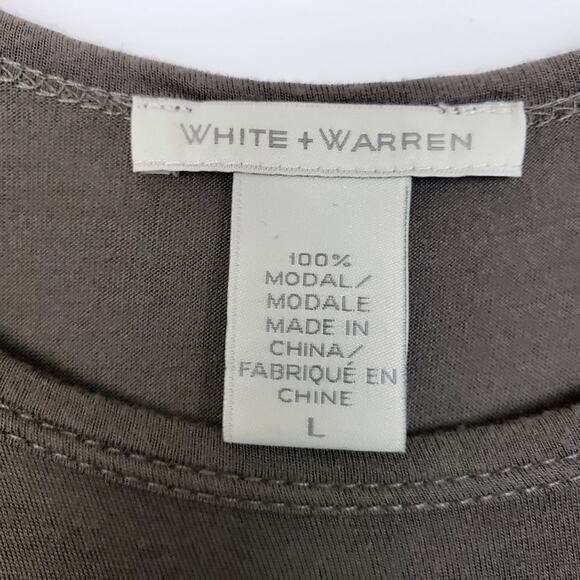 WHITE + WARREN
100%
MODAL/
MODALE
MADE IN
CHINA/
FABRIQUÉ EN
CHINE
L